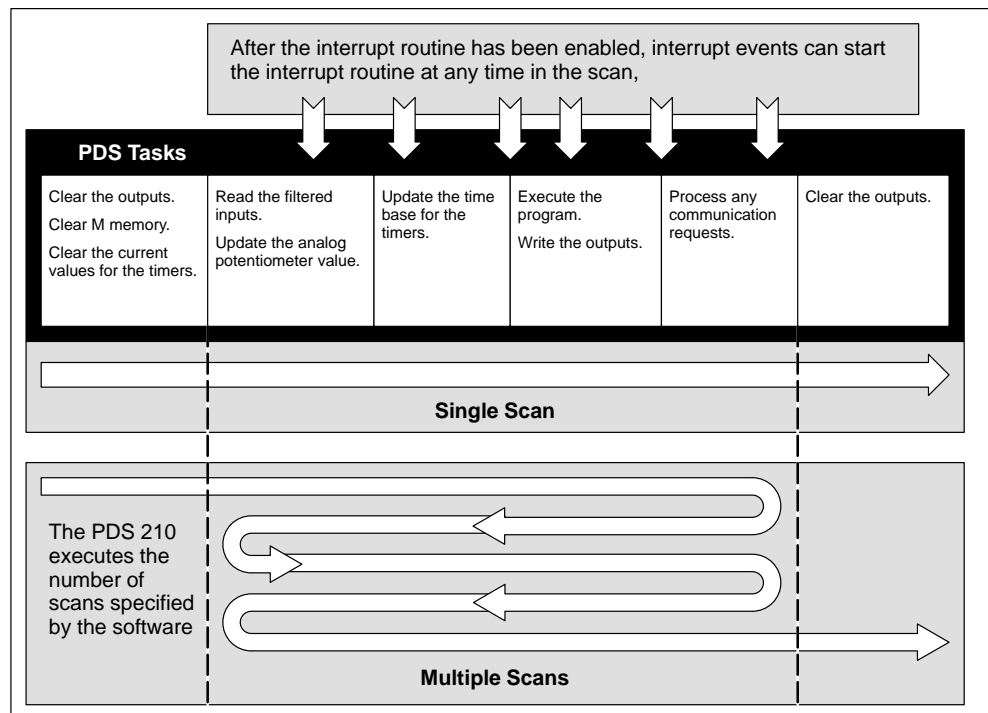 After the interrupt routine has been enabled, interrupt events can start
the interrupt routine at any time in the scan,
PDS Tasks
Clear the outputs.
Clear M memory.
Clear the current
values for the timers.
Read the filtered
inputs.
Update the analog
potentiometer value.
Update the time
base for the
timers.
Execute the
program.
Write the outputs.
Process any
communication
requests.
Clear the outputs.
Single Scan
The PDS 210
executes the
number of
scans specified
by the software
Multiple Scans